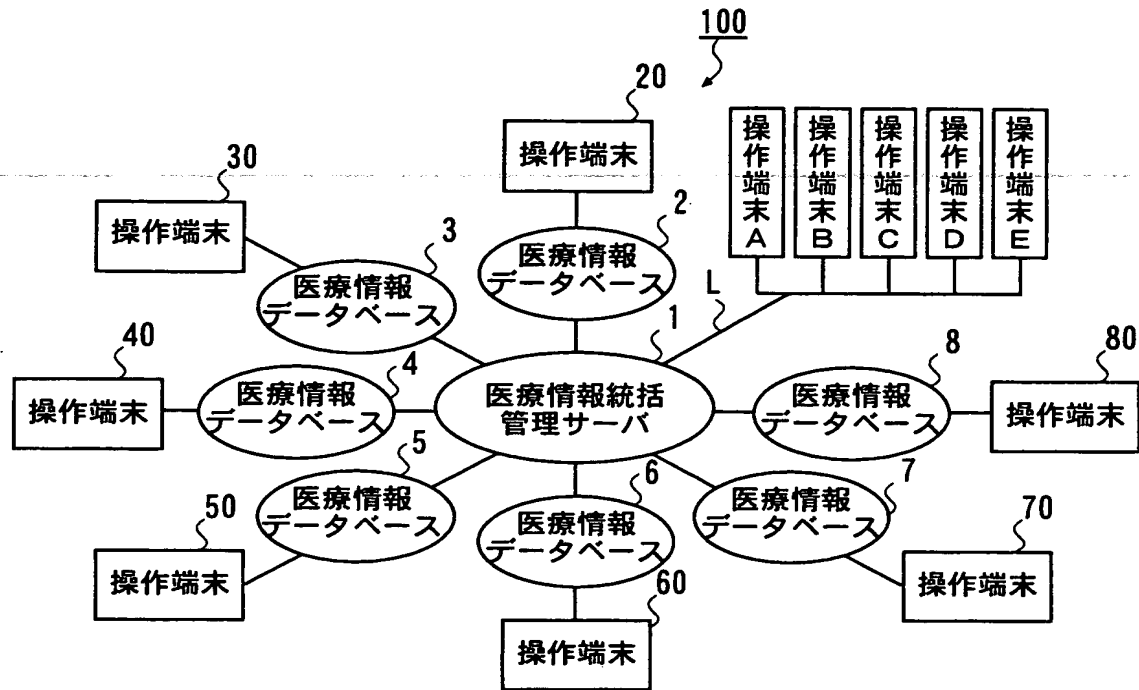 100
20
操作端末
操作端末A
操作端末B
操作端末C
操作端末D
操作端末E
30
操作端末
2
医療情報
データベース
3
医療情報
データベース
L
1
医療情報統括
管理サーバ
40
操作端末
4
医療情報
データベース
8
医療情報
データベース
80
操作端末
5
医療情報
データベース
6
医療情報
データベース
7
医療情報
データベース
50
操作端末
70
操作端末
60
操作端末